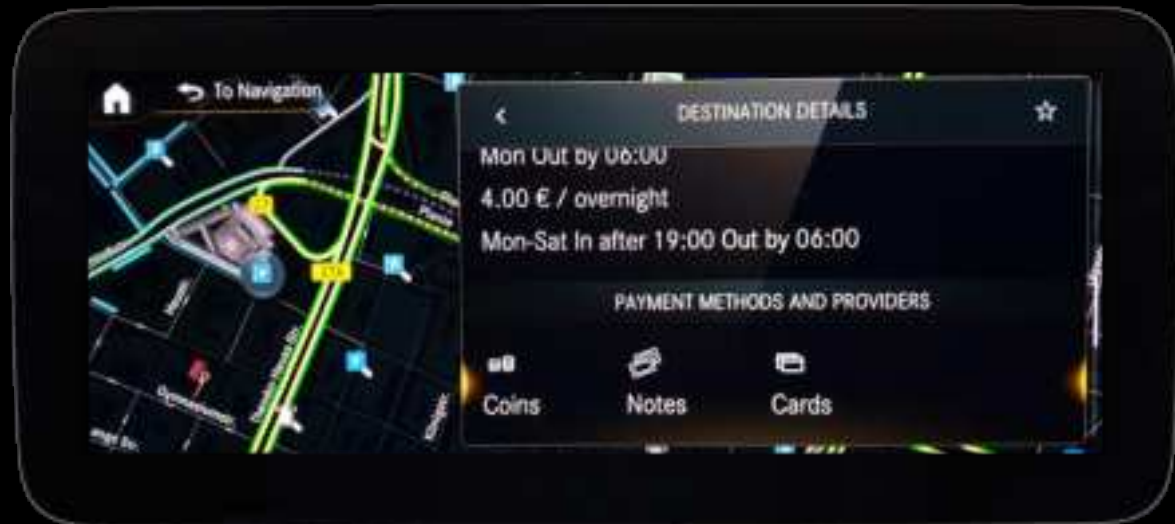 To Navigation
DESTINATION DETAILS
Mon Out by 06:00
4.00 € / overnight
Mon-Sat In after 19:00 Out by 06:00
PAYMENT METHODS AND PROVIDERS
Coins
Notes
Cards